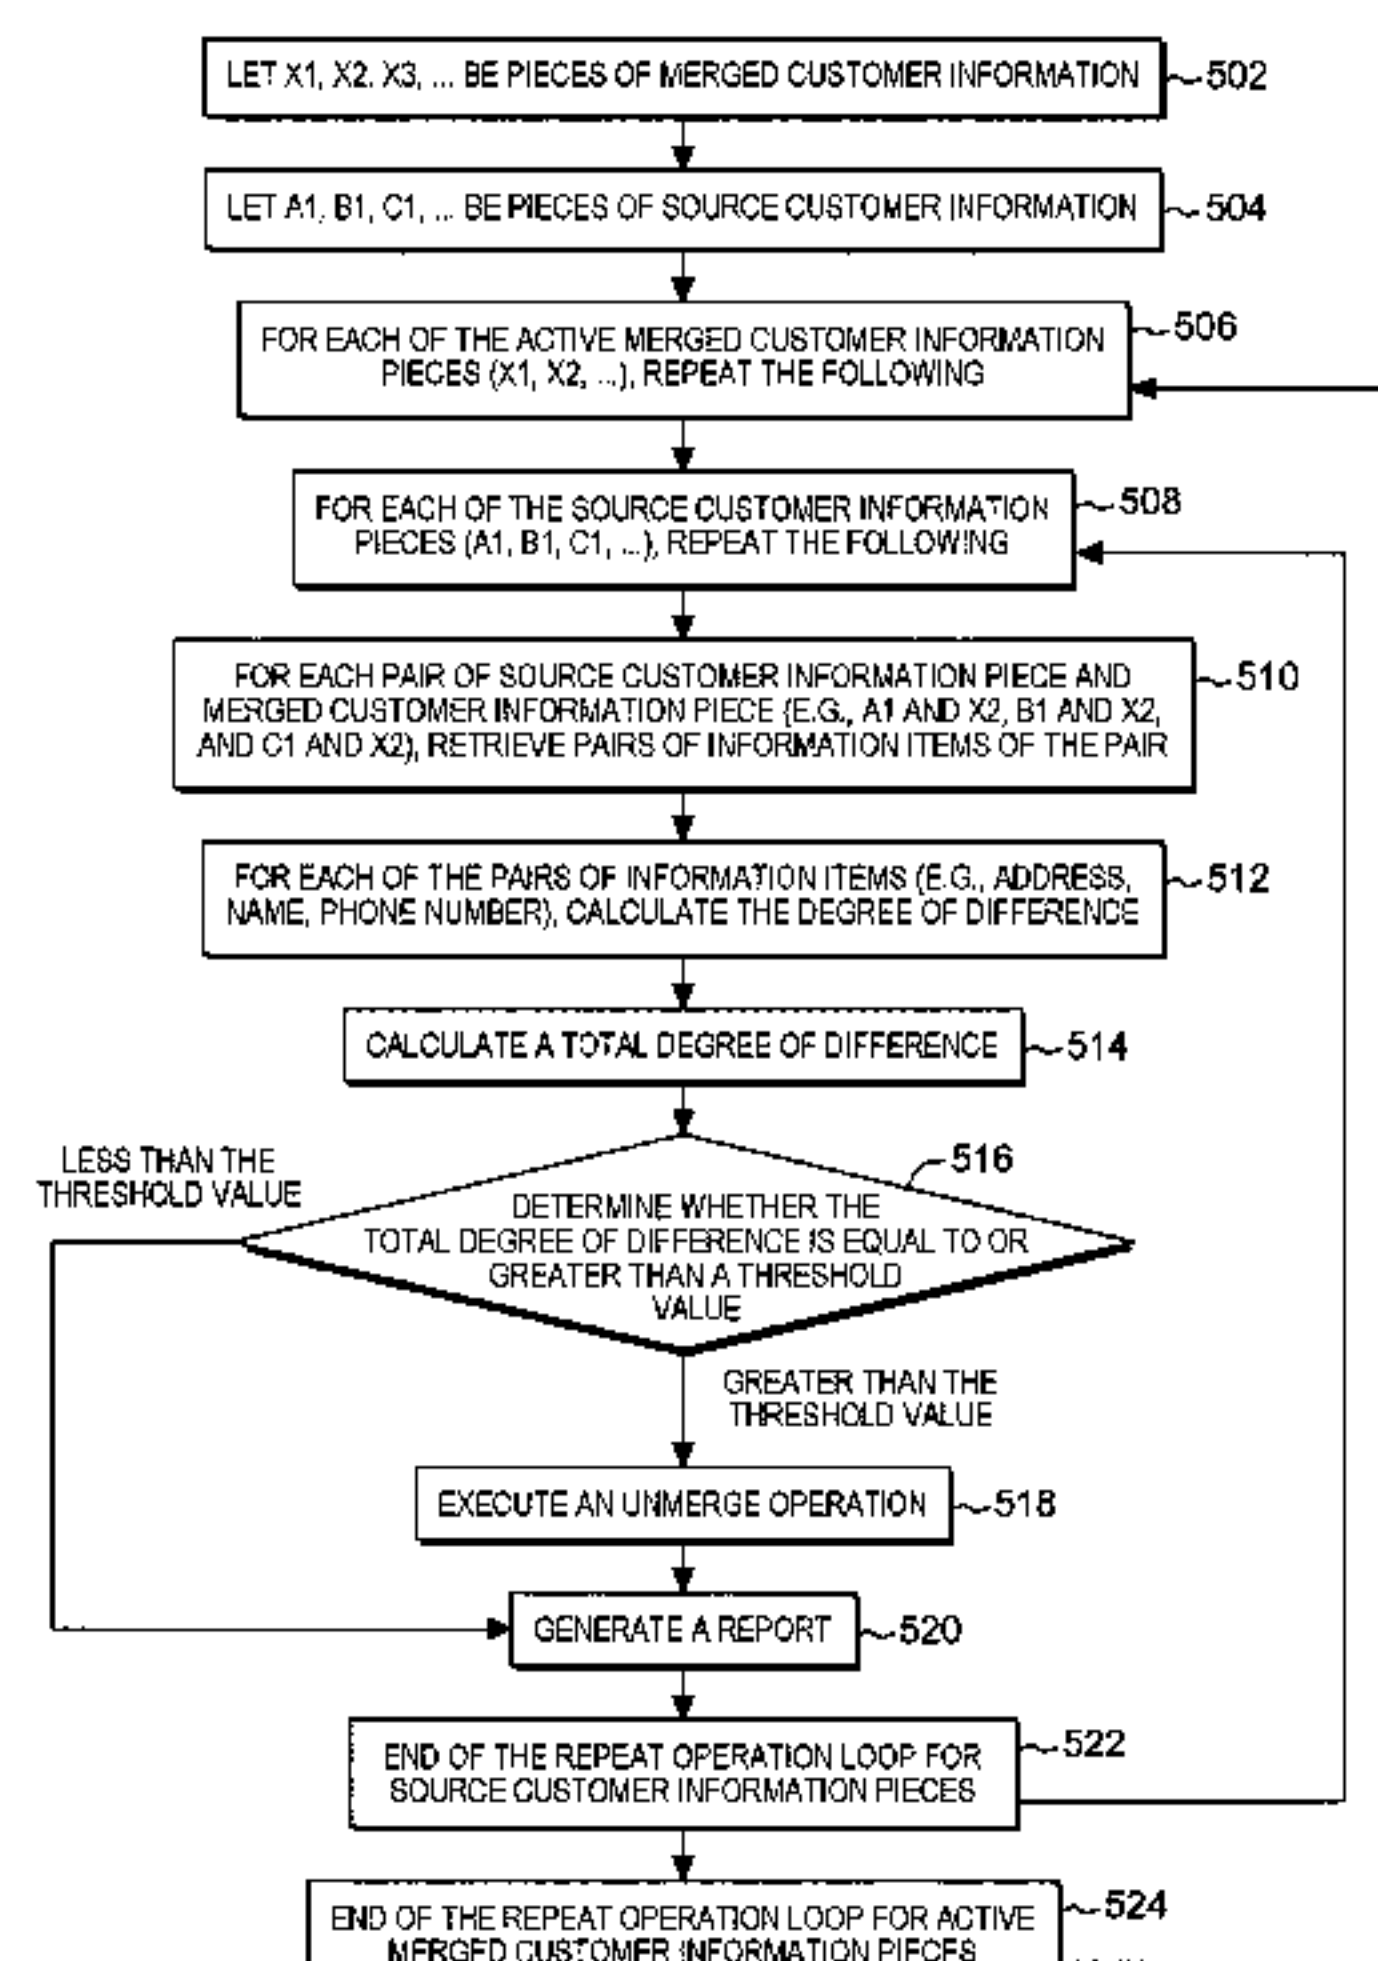 LET X1, X2. X3, ... BE PIECES OF MERGED CUSTOMER INFORMATION
502
LET A1, B1, C1, ... BE PIECES OF SOURCE CUSTOMER INFORMATION
504
FOR EACH OF THE ACTIVE MERGED CUSTOMER INFORMATION
PIECES (X1, X2, ...), REPEAT THE FOLLOWING
506
FOR EACH OF THE SOURCE CUSTOMER INFORMATION
PIECES (A1, B1, C1, ...), REPEAT THE FOLLOWING
508
FOR EACH PAIR OF SOURCE CUSTOMER INFORMATION PIECE AND
MERGED CUSTOMER INFORMATION PIECE (E.G., A1 AND X2, B1 AND X2,
AND C1 AND X2), RETRIEVE PAIRS OF INFORMATION ITEMS OF THE PAIR
510
FOR EACH OF THE PAIRS OF INFORMATION ITEMS (E.G., ADDRESS,
NAME, PHONE NUMBER), CALCULATE THE DEGREE OF DIFFERENCE
512
CALCULATE A TOTAL DEGREE OF DIFFERENCE
514
LESS THAN THE
THRESHOLD VALUE
516
DETERMINE WHETHER THE
TOTAL DEGREE OF DIFFERENCE IS EQUAL TO OR
GREATER THAN A THRESHOLD
VALUE
GREATER THAN THE
THRESHOLD VALUE
EXECUTE AN UNMERGE OPERATION
518
GENERATE A REPORT
520
END OF THE REPEAT OPERATION LOOP FOR
SOURCE CUSTOMER INFORMATION PIECES
522
END OF THE REPEAT OPERATION LOOP FOR ACTIVE
MERGED CUSTOMER INFORMATION PIECES
524